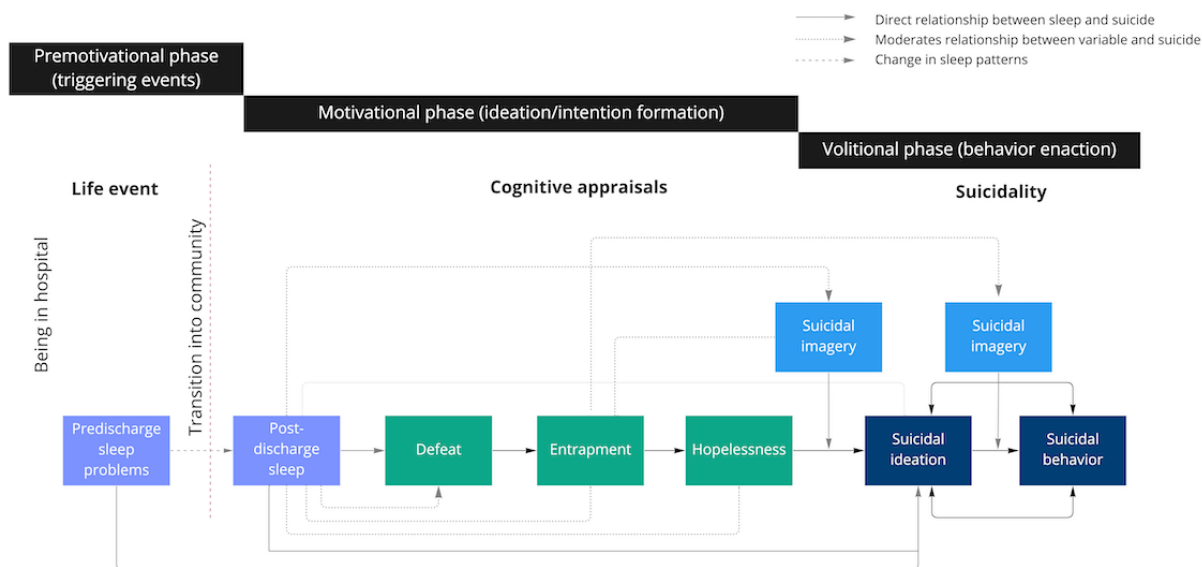 Direct relationship between sleep and suicide
Moderates relationship between variable and suicide
Change in sleep patterns
Premotivational phase
(triggering events)
Motivational phase (ideation/intention formation)
Volitional phase (behavior enaction)
Life event
Cognitive appraisals
Suicidality
Being in hospital
Transition into community
Suicidal
imagery
Suicidal
imagery
Predischarge
sleep
problems
Post-
discharge
sleep
Defeat
Entrapment
Hopelessness
Suicidal
ideation
Suicidal
behavior